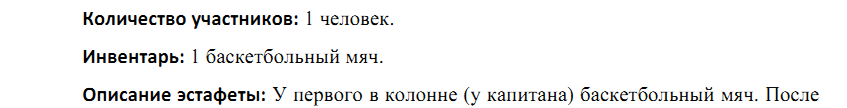 Количество участников: 1 человек.
Инвентарь: 1 баскетбольный мяч.
Описание эстафеты: У первого в колонне (у капитана) баскетбольный мяч. После